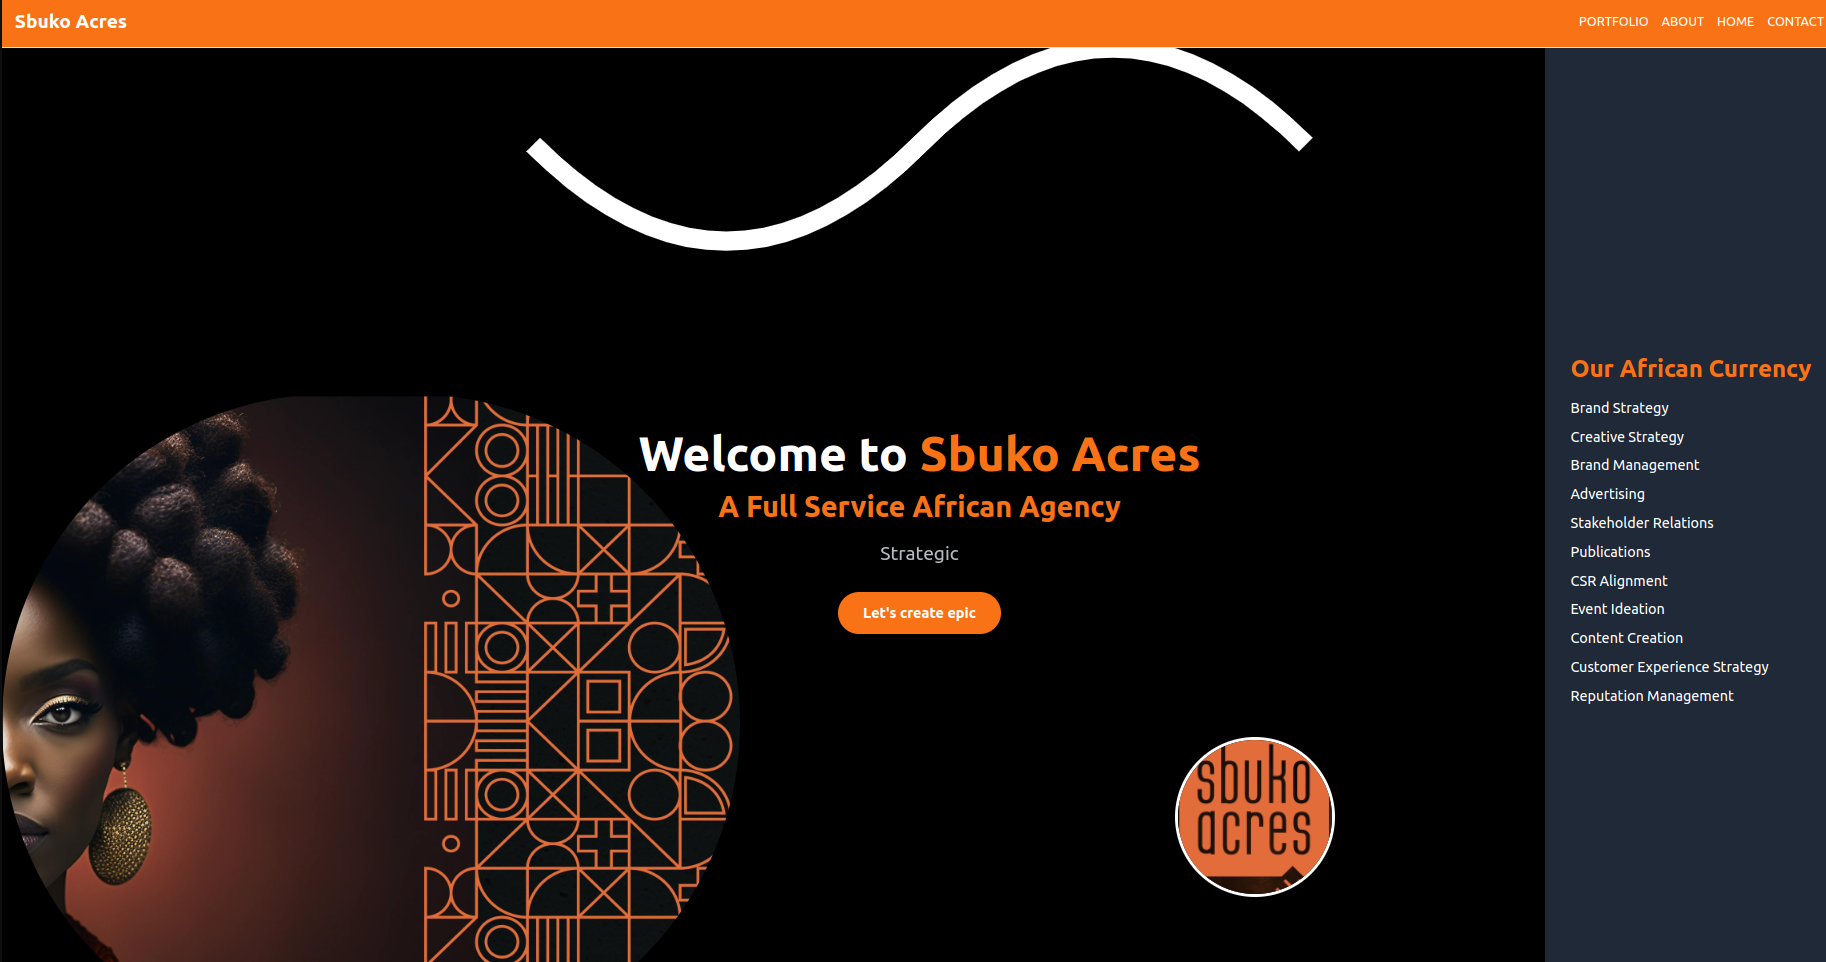 Sbuko Acres
PORTFOLIO ABOUT HOME CONTACT
Welcome to Sbuko Acres
A Full Service African Agency
Strategic
Let's create epic
sbuko
acres
Our African Currency
Brand Strategy
Creative Strategy
Brand Management
Advertising
Stakeholder Relations
Publications
CSR Alignment
Event Ideation
Content Creation
Customer Experience Strategy
Reputation Management